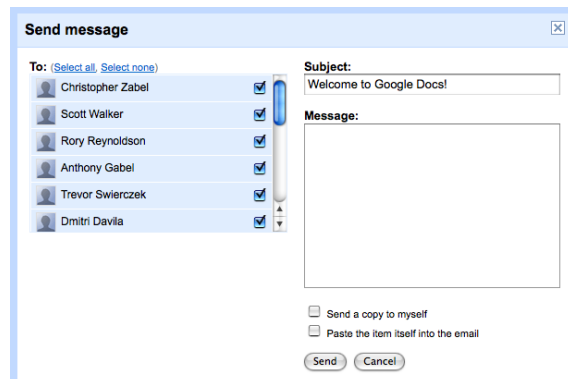 Send message
To: (Select all, Select none)
Christopher Zabel
Scott Walker
Rory Reynoldson
Anthony Gabel
Trevor Swierczek
Dmitri Davila
Subject:
Welcome to Google Docs!
Message:
Send a copy to myself
Paste the item itself into the email
Send Cancel